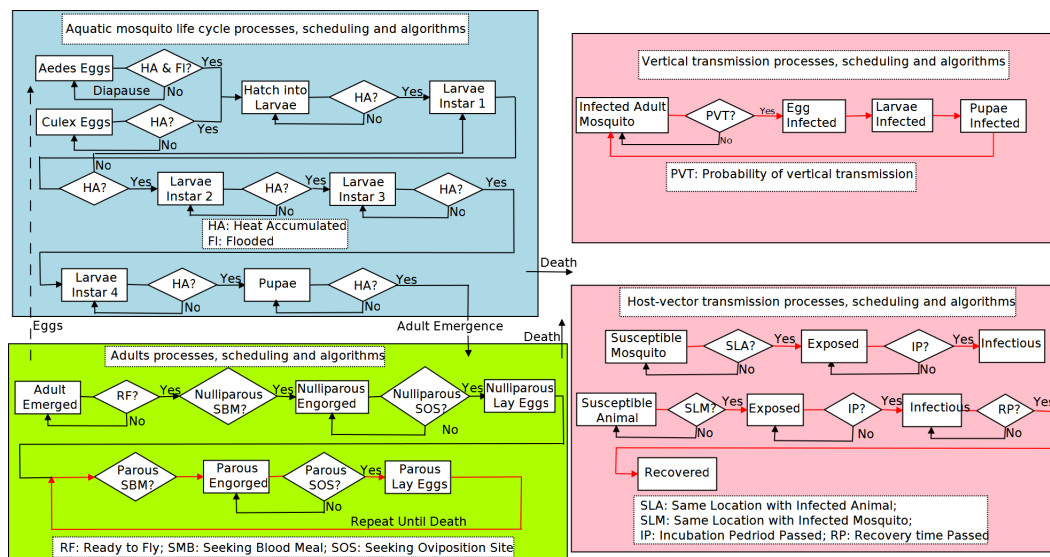 Aquatic mosquito life cycle processes, scheduling and algorithms
Aedes Eggs
HA & FI?
Yes
No
Diapause
Culex Eggs
HA?
Yes
No
Hatch into
Larvae
HA?
Yes
No
Larvae
Instar 1
No
HA?
Yes
Larvae
Instar 2
HA?
Yes
No
Larvae
Instar 3
HA?
Yes
No
HA: Heat Accumulated
FI: Flooded
Larvae
Instar 4
HA?
Yes
No
Pupae
HA?
Yes
No
Eggs
Adult Emergence
Death
Death
Adults processes, scheduling and algorithms
Adult
Emerged
RF?
Yes
No
Nulliparous
SBM?
Yes
Nulliparous
Engorged
Nulliparous
SOS?
Yes
No
Nulliparous
Lay Eggs
Parous
SBM?
Parous
Engorged
Parous
SOS?
Yes
No
Parous
Lay Eggs
Repeat Until Death
RF: Ready to Fly; SMB: Seeking Blood Meal; SOS: Seeking Oviposition Site
Vertical transmission processes, scheduling and algorithms
Infected Adult
Mosquito
PVT?
Yes
No
Egg
Infected
Larvae
Infected
Pupae
Infected
PVT: Probability of vertical transmission
Host-vector transmission processes, scheduling and algorithms
Susceptible
Mosquito
SLA?
Yes
No
Exposed
IP?
Yes
No
Infectious
Susceptible
Animal
SLM?
Yes
No
Exposed
IP?
Yes
No
Infectious
RP?
Yes
No
Recovered
SLA: Same Location with Infected Animal;
SLM: Same Location with Infected Mosquito;
IP: Incubation Pedriod Passed; RP: Recovery time Passed